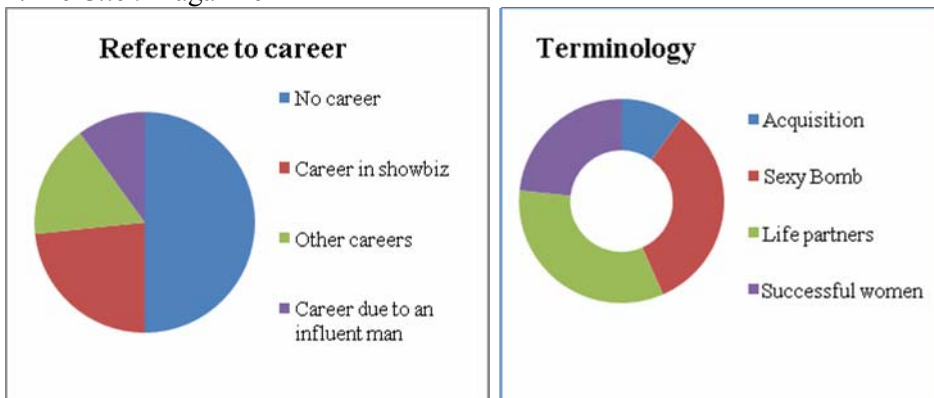 Reference to career
No career
Career in showbiz
Other careers
Career due to an
influent man
Terminology
Acquisition
Sexy Bomb
Life partners
Successful women